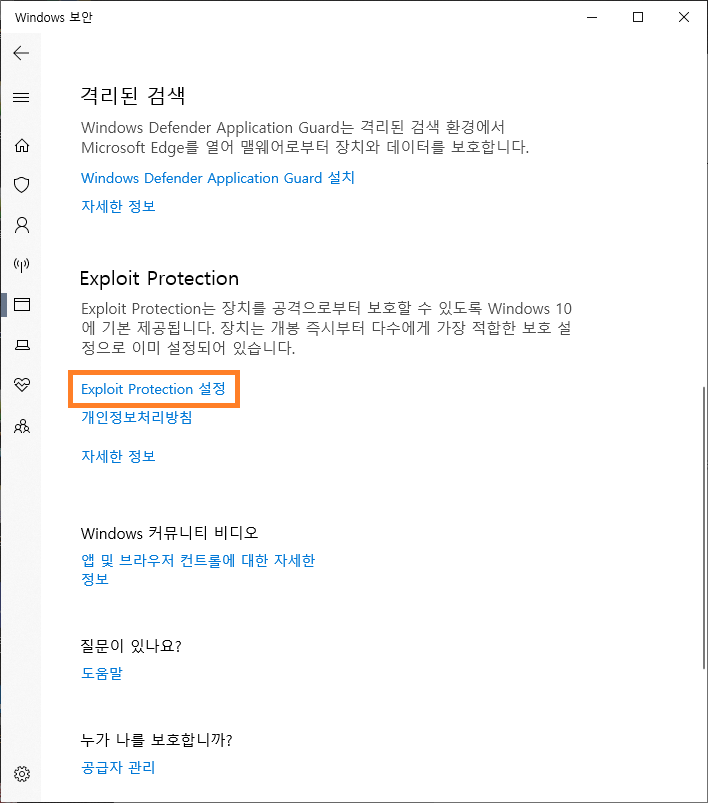 Windows 보안
격리된 검색
Windows Defender Application Guard는 격리된 검색 환경에서
Microsoft Edge를 열어 맬웨어로부터 장치와 데이터를 보호합니다.
Windows Defender Application Guard 설치
자세한 정보
Exploit Protection
Exploit Protection는 장치를 공격으로부터 보호할 수 있도록 Windows 10
에 기본 제공됩니다. 장치는 개봉 즉시부터 다수에게 가장 적합한 보호 설
정으로 이미 설정되어 있습니다.
Exploit Protection 설정
개인정보처리방침
자세한 정보
Windows 커뮤니티 비디오
앱 및 브라우저 컨트롤에 대한 자세한
정보
질문이 있나요?
도움말
누가 나를 보호합니까?
공급자 관리